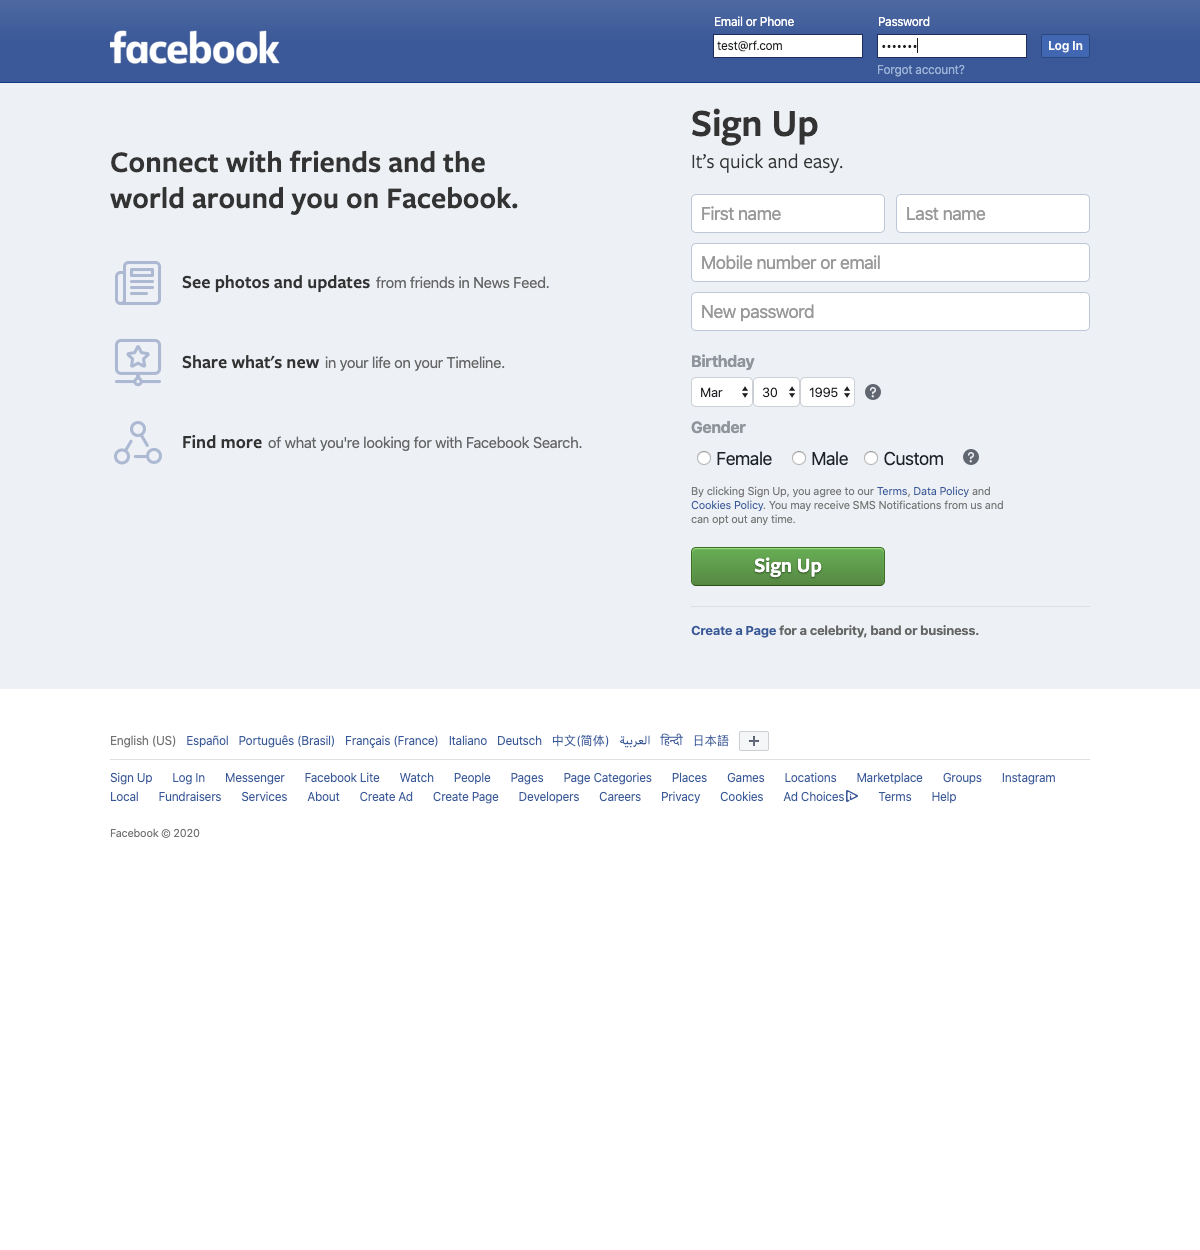 facebook
Email or Phone
Password
test@rf.com
•••••••
Log In
Forgot account?
Connect with friends and the
world around you on Facebook.
See photos and updates from friends in News Feed.
Share what's new in your life on your Timeline.
Find more of what you're looking for with Facebook Search.
Sign Up
It's quick and easy.
First name
Last name
Mobile number or email
New password
Birthday
Mar 30 1995 ?
Gender
Female Male Custom ?
By clicking Sign Up, you agree to our Terms, Data Policy and
Cookies Policy. You may receive SMS Notifications from us and
can opt out any time.
Sign Up
Create a Page for a celebrity, band or business.
English (US) Español Português (Brasil) Français (France) Italiano Deutsch 中文(简体) العربية हिन्दी 日本語 +
Sign Up Log In Messenger Facebook Lite Watch People Pages Page Categories Places Games Locations Marketplace Groups Instagram
Local Fundraisers Services About Create Ad Create Page Developers Careers Privacy Cookies Ad Choices Terms Help
Facebook © 2020